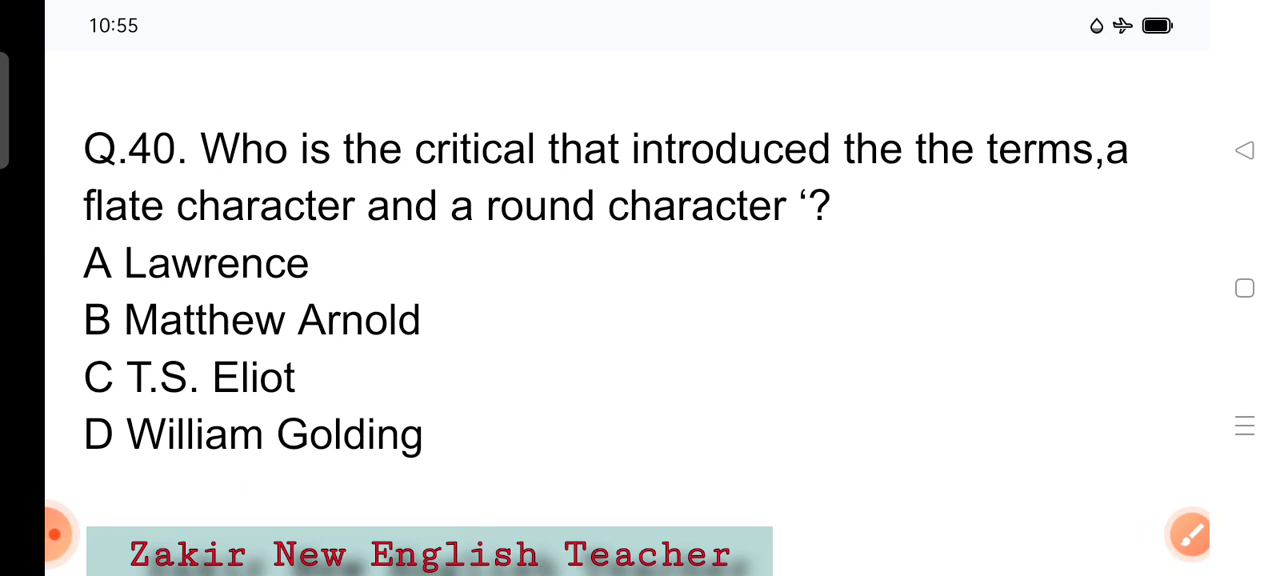 10:55
Q.40. Who is the critical that introduced the the terms,a
flate character and a round character ‘?
A Lawrence
B Matthew Arnold
C T.S. Eliot
D William Golding
Zakir New English Teacher